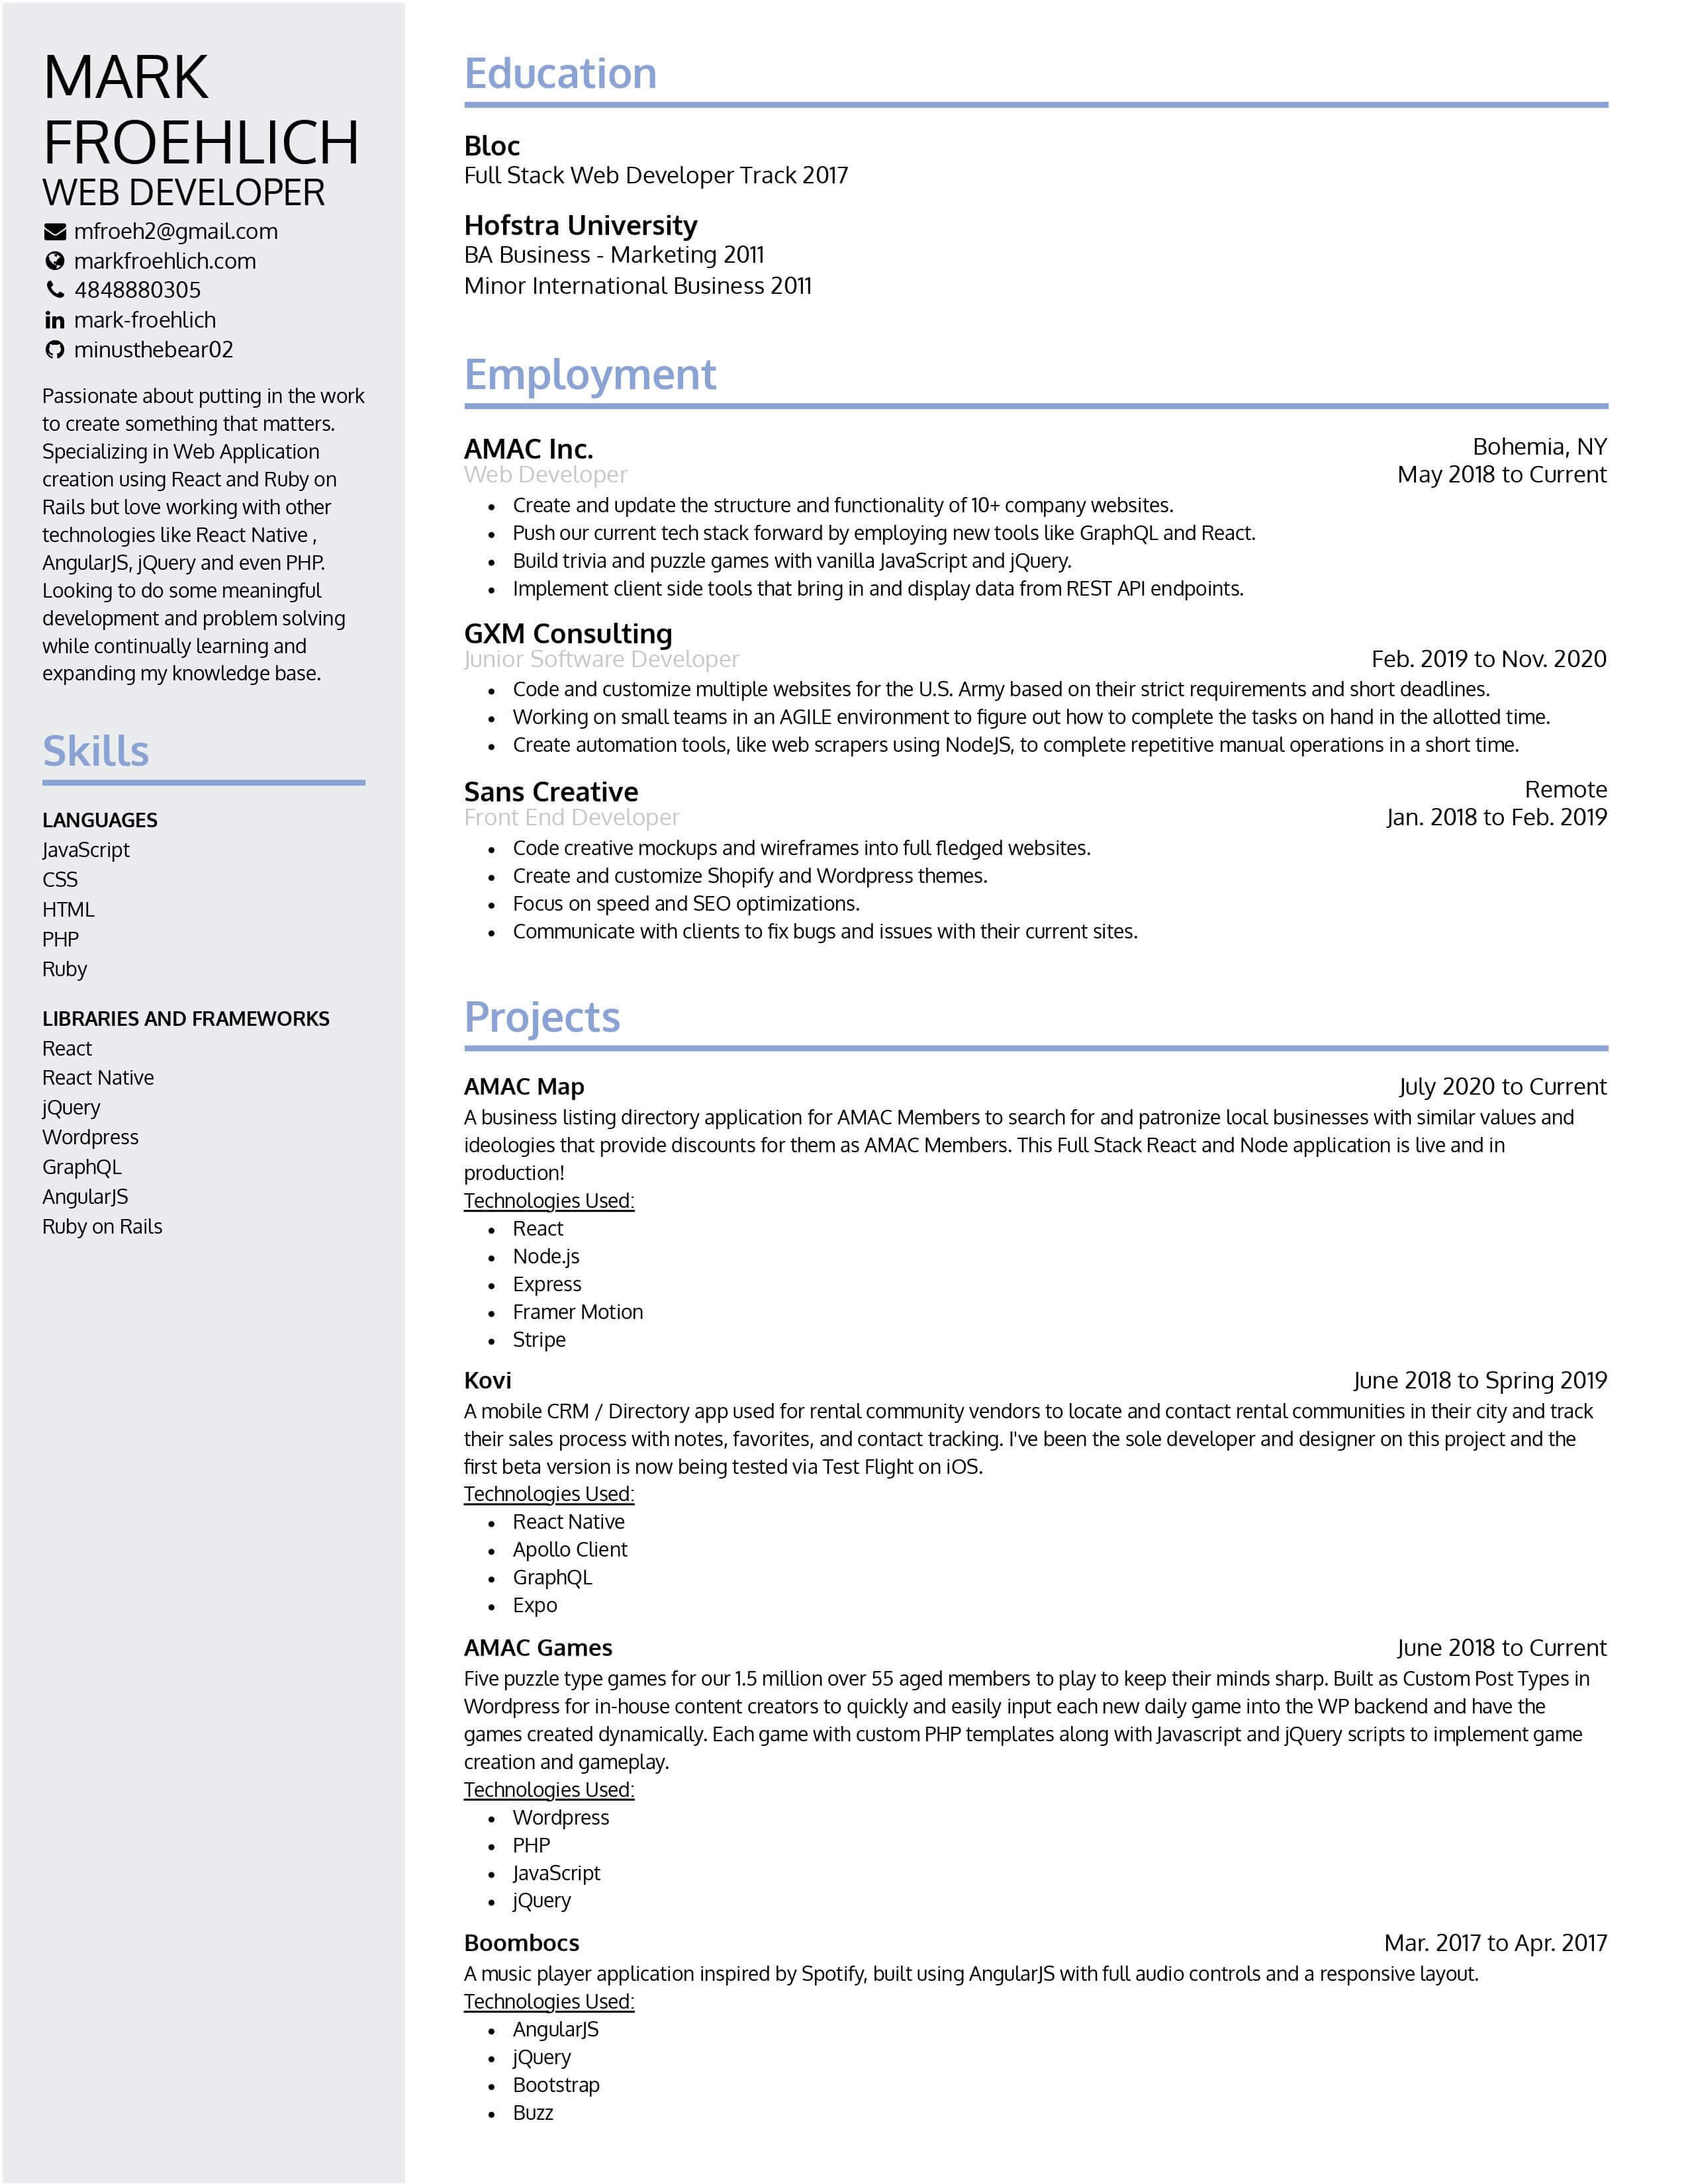 MARK
FROEHLICH
WEB DEVELOPER
mfroeh2@gmail.com
markfroehlich.com
4848880305
mark-froehlich
minusthebear02
Passionate about putting in the work
to create something that matters.
Specializing in Web Application
creation using React and Ruby on
Rails but love working with other
technologies like React Native ,
AngularJS, jQuery and even PHP.
Looking to do some meaningful
development and problem solving
while continually learning and
expanding my knowledge base.
Skills
LANGUAGES
JavaScript
CSS
HTML
PHP
Ruby
LIBRARIES AND FRAMEWORKS
React
React Native
jQuery
Wordpress
GraphQL
AngularJS
Ruby on Rails
Education
Bloc
Full Stack Web Developer Track 2017
Hofstra University
BA Business - Marketing 2011
Minor International Business 2011
Employment
AMAC Inc. Bohemia, NY
Web Developer May 2018 to Current
• Create and update the structure and functionality of 10+ company websites.
• Push our current tech stack forward by employing new tools like GraphQL and React.
• Build trivia and puzzle games with vanilla JavaScript and jQuery.
• Implement client side tools that bring in and display data from REST API endpoints.
GXM Consulting
Junior Software Developer Feb. 2019 to Nov. 2020
• Code and customize multiple websites for the U.S. Army based on their strict requirements and short deadlines.
• Working on small teams in an AGILE environment to figure out how to complete the tasks on hand in the allotted time.
• Create automation tools, like web scrapers using NodeJS, to complete repetitive manual operations in a short time.
Sans Creative Remote
Front End Developer Jan. 2018 to Feb. 2019
• Code creative mockups and wireframes into full fledged websites.
• Create and customize Shopify and Wordpress themes.
• Focus on speed and SEO optimizations.
• Communicate with clients to fix bugs and issues with their current sites.
Projects
AMAC Map July 2020 to Current
A business listing directory application for AMAC Members to search for and patronize local businesses with similar values and
ideologies that provide discounts for them as AMAC Members. This Full Stack React and Node application is live and in
production!
Technologies Used:
• React
• Node.js
• Express
• Framer Motion
• Stripe
Kovi June 2018 to Spring 2019
A mobile CRM / Directory app used for rental community vendors to locate and contact rental communities in their city and track
their sales process with notes, favorites, and contact tracking. I've been the sole developer and designer on this project and the
first beta version is now being tested via Test Flight on iOS.
Technologies Used:
• React Native
• Apollo Client
• GraphQL
• Expo
AMAC Games June 2018 to Current
Five puzzle type games for our 1.5 million over 55 aged members to play to keep their minds sharp. Built as Custom Post Types in
Wordpress for in-house content creators to quickly and easily input each new daily game into the WP backend and have the
games created dynamically. Each game with custom PHP templates along with Javascript and jQuery scripts to implement game
creation and gameplay.
Technologies Used:
• Wordpress
• PHP
• JavaScript
• jQuery
Boombocs Mar. 2017 to Apr. 2017
A music player application inspired by Spotify, built using AngularJS with full audio controls and a responsive layout.
Technologies Used:
• AngularJS
• jQuery
• Bootstrap
• Buzz